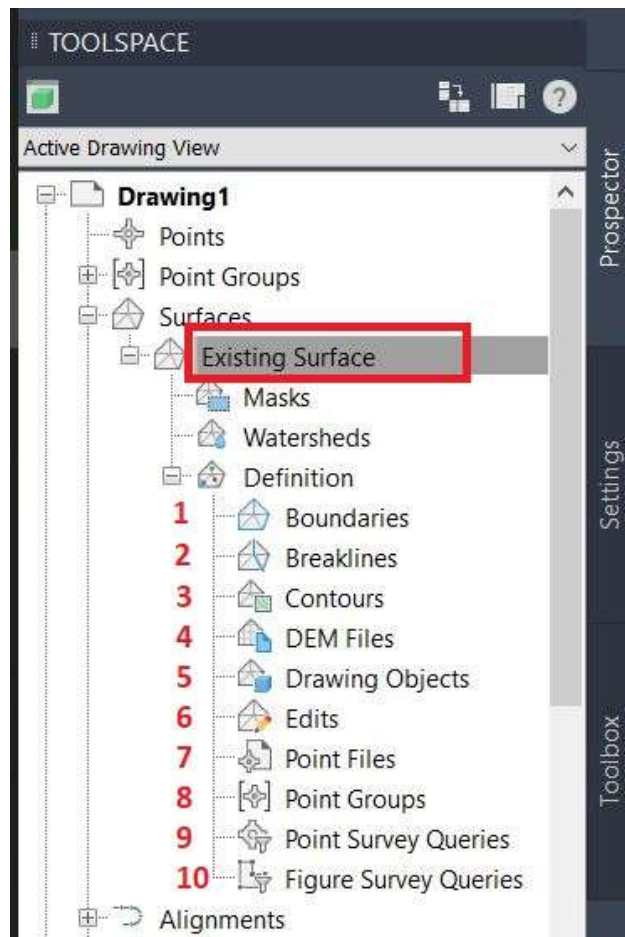 TOOLSPACE
?
Active Drawing View
Drawing1
Points
Point Groups
Surfaces
Existing Surface
Masks
Watersheds
Definition
1 Boundaries
2 Breaklines
3 Contours
4 DEM Files
5 Drawing Objects
6 Edits
7 Point Files
8 Point Groups
9 Point Survey Queries
10 Figure Survey Queries
Alignments
Prospector
Settings
Toolbox